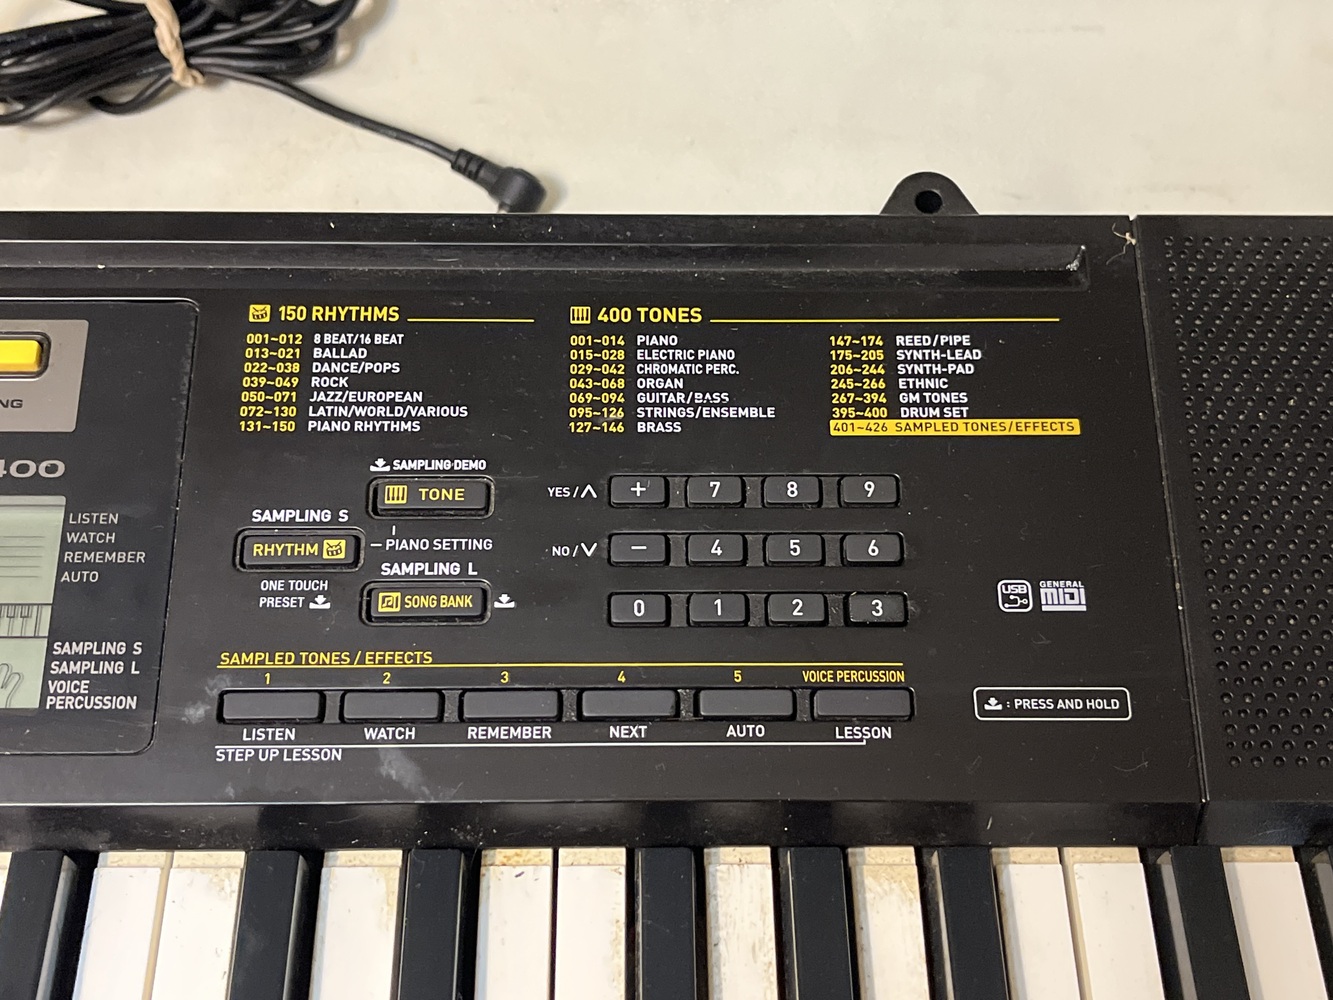 150 RHYTHMS
001~012 8 BEAT/16 BEAT
013~021 BALLAD
022~038 DANCE/POPS
039~049 ROCK
050~071 JAZZ/EUROPEAN
072~130 LATIN/WORLD/VARIOUS
131~150 PIANO RHYTHMS
400 TONES
001~014 PIANO
015~028 ELECTRIC PIANO
029~042 CHROMATIC PERC.
043~068 ORGAN
069~094 GUITAR/BASS
095~126 STRINGS/ENSEMBLE
127~146 BRASS
147~174 REED/PIPE
175~205 SYNTH-LEAD
206~244 SYNTH-PAD
245~266 ETHNIC
267~394 GM TONES
395~400 DRUM SET
401~426 SAMPLED TONES/EFFECTS
NG
400
LISTEN
WATCH
REMEMBER
AUTO
SAMPLING S
SAMPLING L
VOICE
PERCUSSION
SAMPLING DEMO
TONE
SAMPLING S
RHYTHM
PIANO SETTING
SAMPLING L
ONE TOUCH
PRESET
SONG BANK
YES /
+ 7 8 9
NO /
- 4 5 6
0 1 2 3
USB
GENERAL
MIDI
SAMPLED TONES / EFFECTS
1 2 3 4 5 VOICE PERCUSSION
LISTEN WATCH REMEMBER NEXT AUTO LESSON
STEP UP LESSON
: PRESS AND HOLD